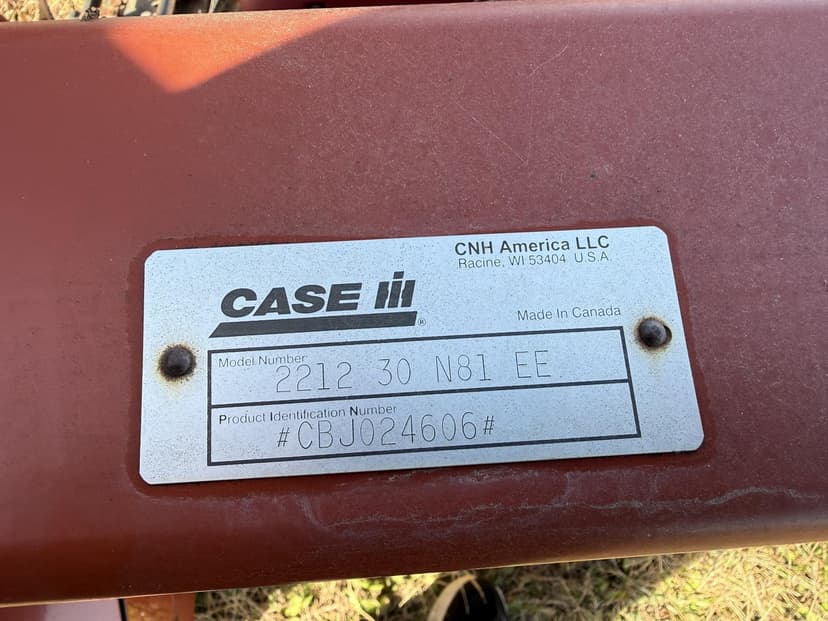 CNH America LLC
Racine, WI 53404 U.S.A.
CASE IH
®
Made In Canada
Model Number
2212 30 N81 EE
Product Identification Number
#CBJ024606#